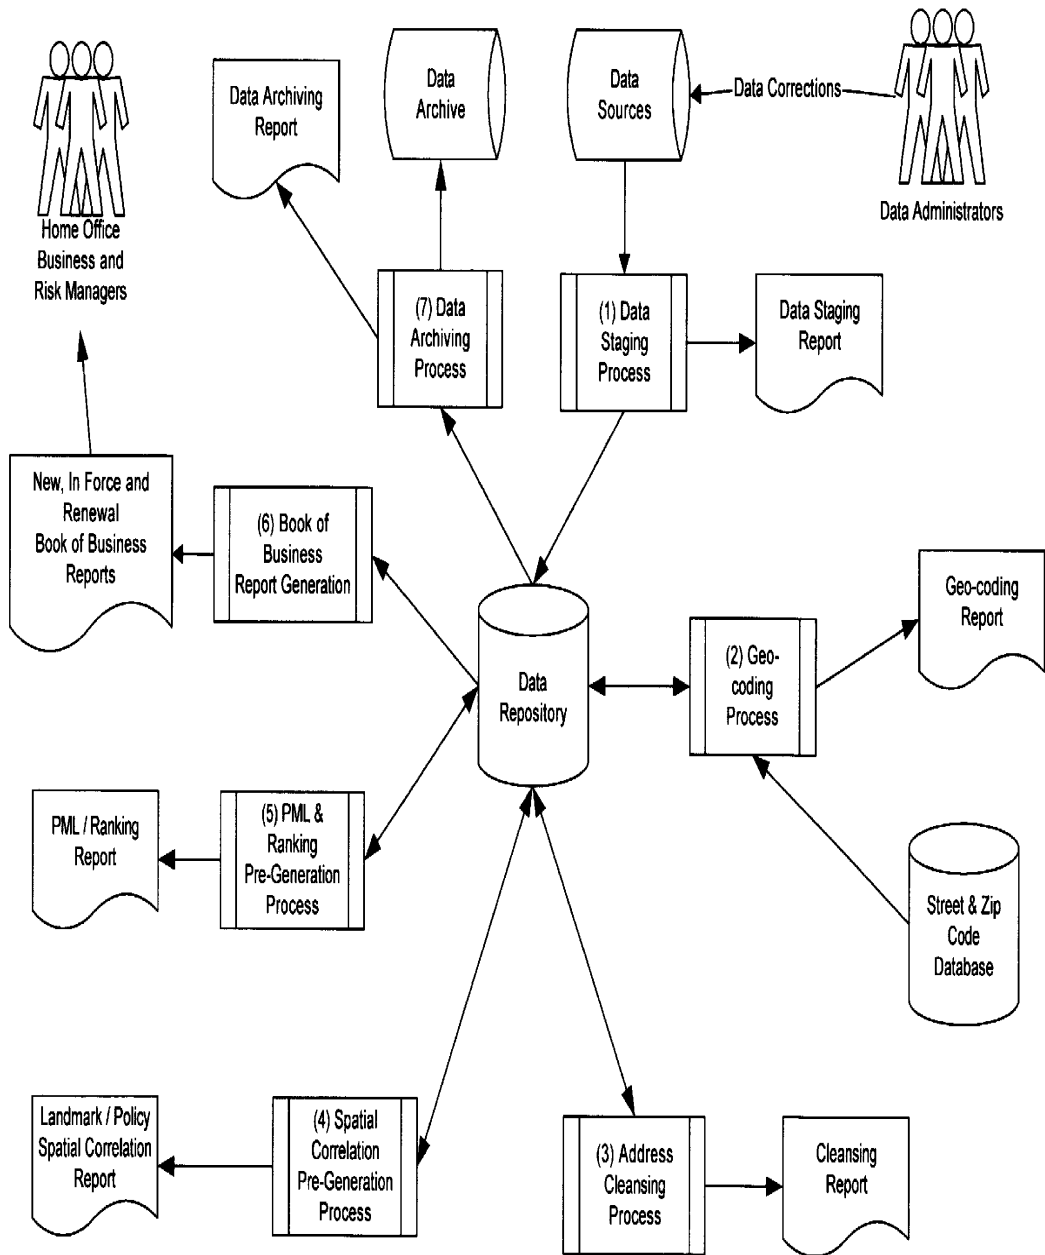 Data Archiving
Report
Data
Archive
Data
Sources
Data Corrections
Data Administrators
Home Office
Business and
Risk Managers
(7) Data
Archiving
Process
(1) Data
Staging
Process
Data Staging
Report
New, In Force and
Renewal
Book of Business
Reports
(6) Book of
Business
Report Generation
Data
Repository
(2) Geo-
coding
Process
Geo-coding
Report
PML / Ranking
Report
(5) PML &
Ranking
Pre-Generation
Process
Street & Zip
Code
Database
Landmark / Policy
Spatial Correlation
Report
(4) Spatial
Correlation
Pre-Generation
Process
(3) Address
Cleansing
Process
Cleansing
Report